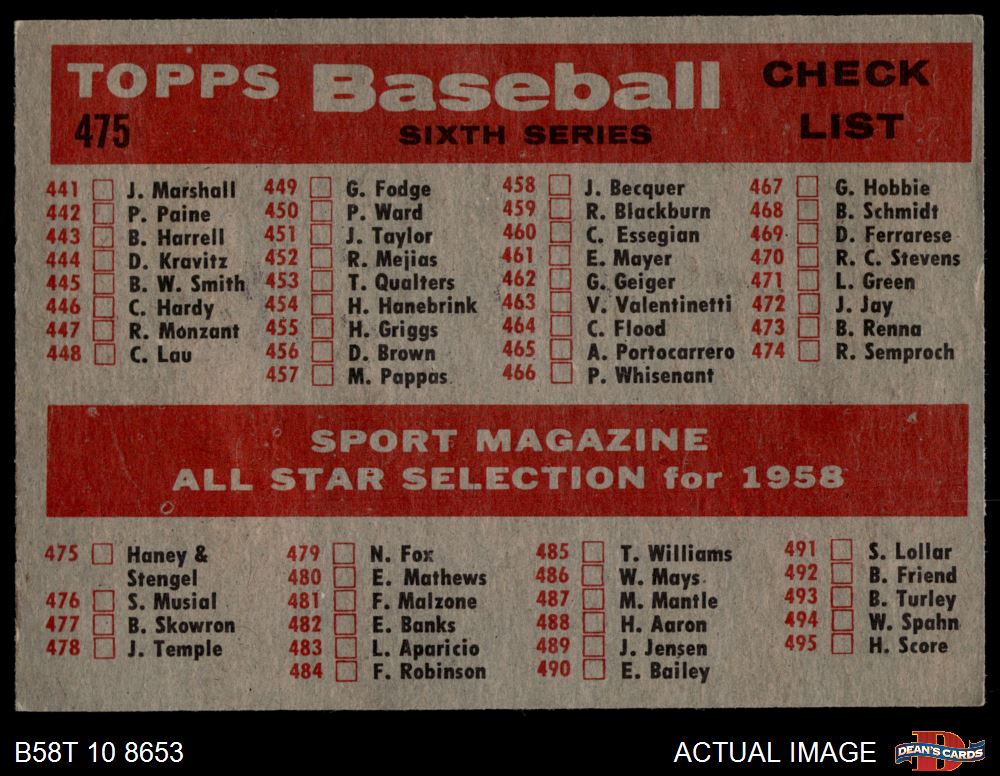 TOPPS Baseball CHECK LIST
475 SIXTH SERIES
441 J. Marshall
442 P. Paine
443 B. Harrell
444 D. Kravitz
445 B. W. Smith
446 C. Hardy
447 R. Monzant
448 C. Lau
449 G. Fodge
450 P. Ward
451 J. Taylor
452 R. Mejias
453 T. Qualters
454 H. Hanebrink
455 H. Griggs
456 D. Brown
457 M. Pappas
458 J. Becquer
459 R. Blackburn
460 C. Essegian
461 E. Mayer
462 G. Geiger
463 V. Valentinetti
464 C. Flood
465 A. Portocarrero
466 P. Whisenant
467 G. Hobbie
468 B. Schmidt
469 D. Ferrarese
470 R. C. Stevens
471 L. Green
472 J. Jay
473 B. Renna
474 R. Semproch
SPORT MAGAZINE
ALL STAR SELECTION for 1958
475 Haney &
Stengel
476 S. Musial
477 B. Skowron
478 J. Temple
479 N. Fox
480 E. Mathews
481 F. Malzone
482 E. Banks
483 L. Aparicio
484 F. Robinson
485 T. Williams
486 W. Mays
487 M. Mantle
488 H. Aaron
489 J. Jensen
490 E. Bailey
491 S. Lollar
492 B. Friend
493 B. Turley
494 W. Spahn
495 H. Score
B58T 10 8653
ACTUAL IMAGE
DEAN'S CARDS